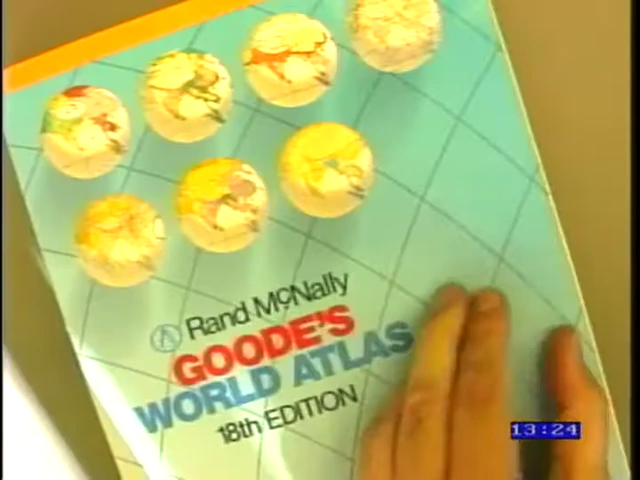 Rand McNally
GOODE'S
WORLD ATLAS
18th EDITION
13:24